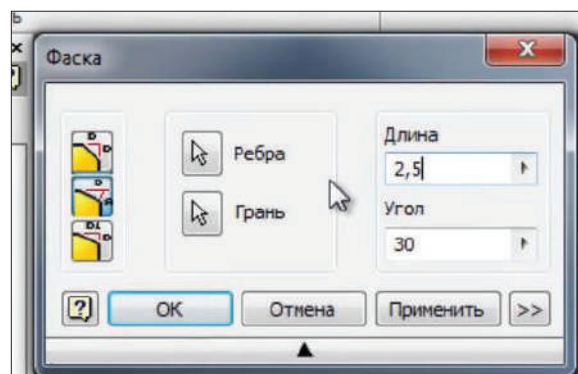 Фаска
Ребра
Грань
Длина
2,5
Угол
30
OK
Отмена
Применить
>>